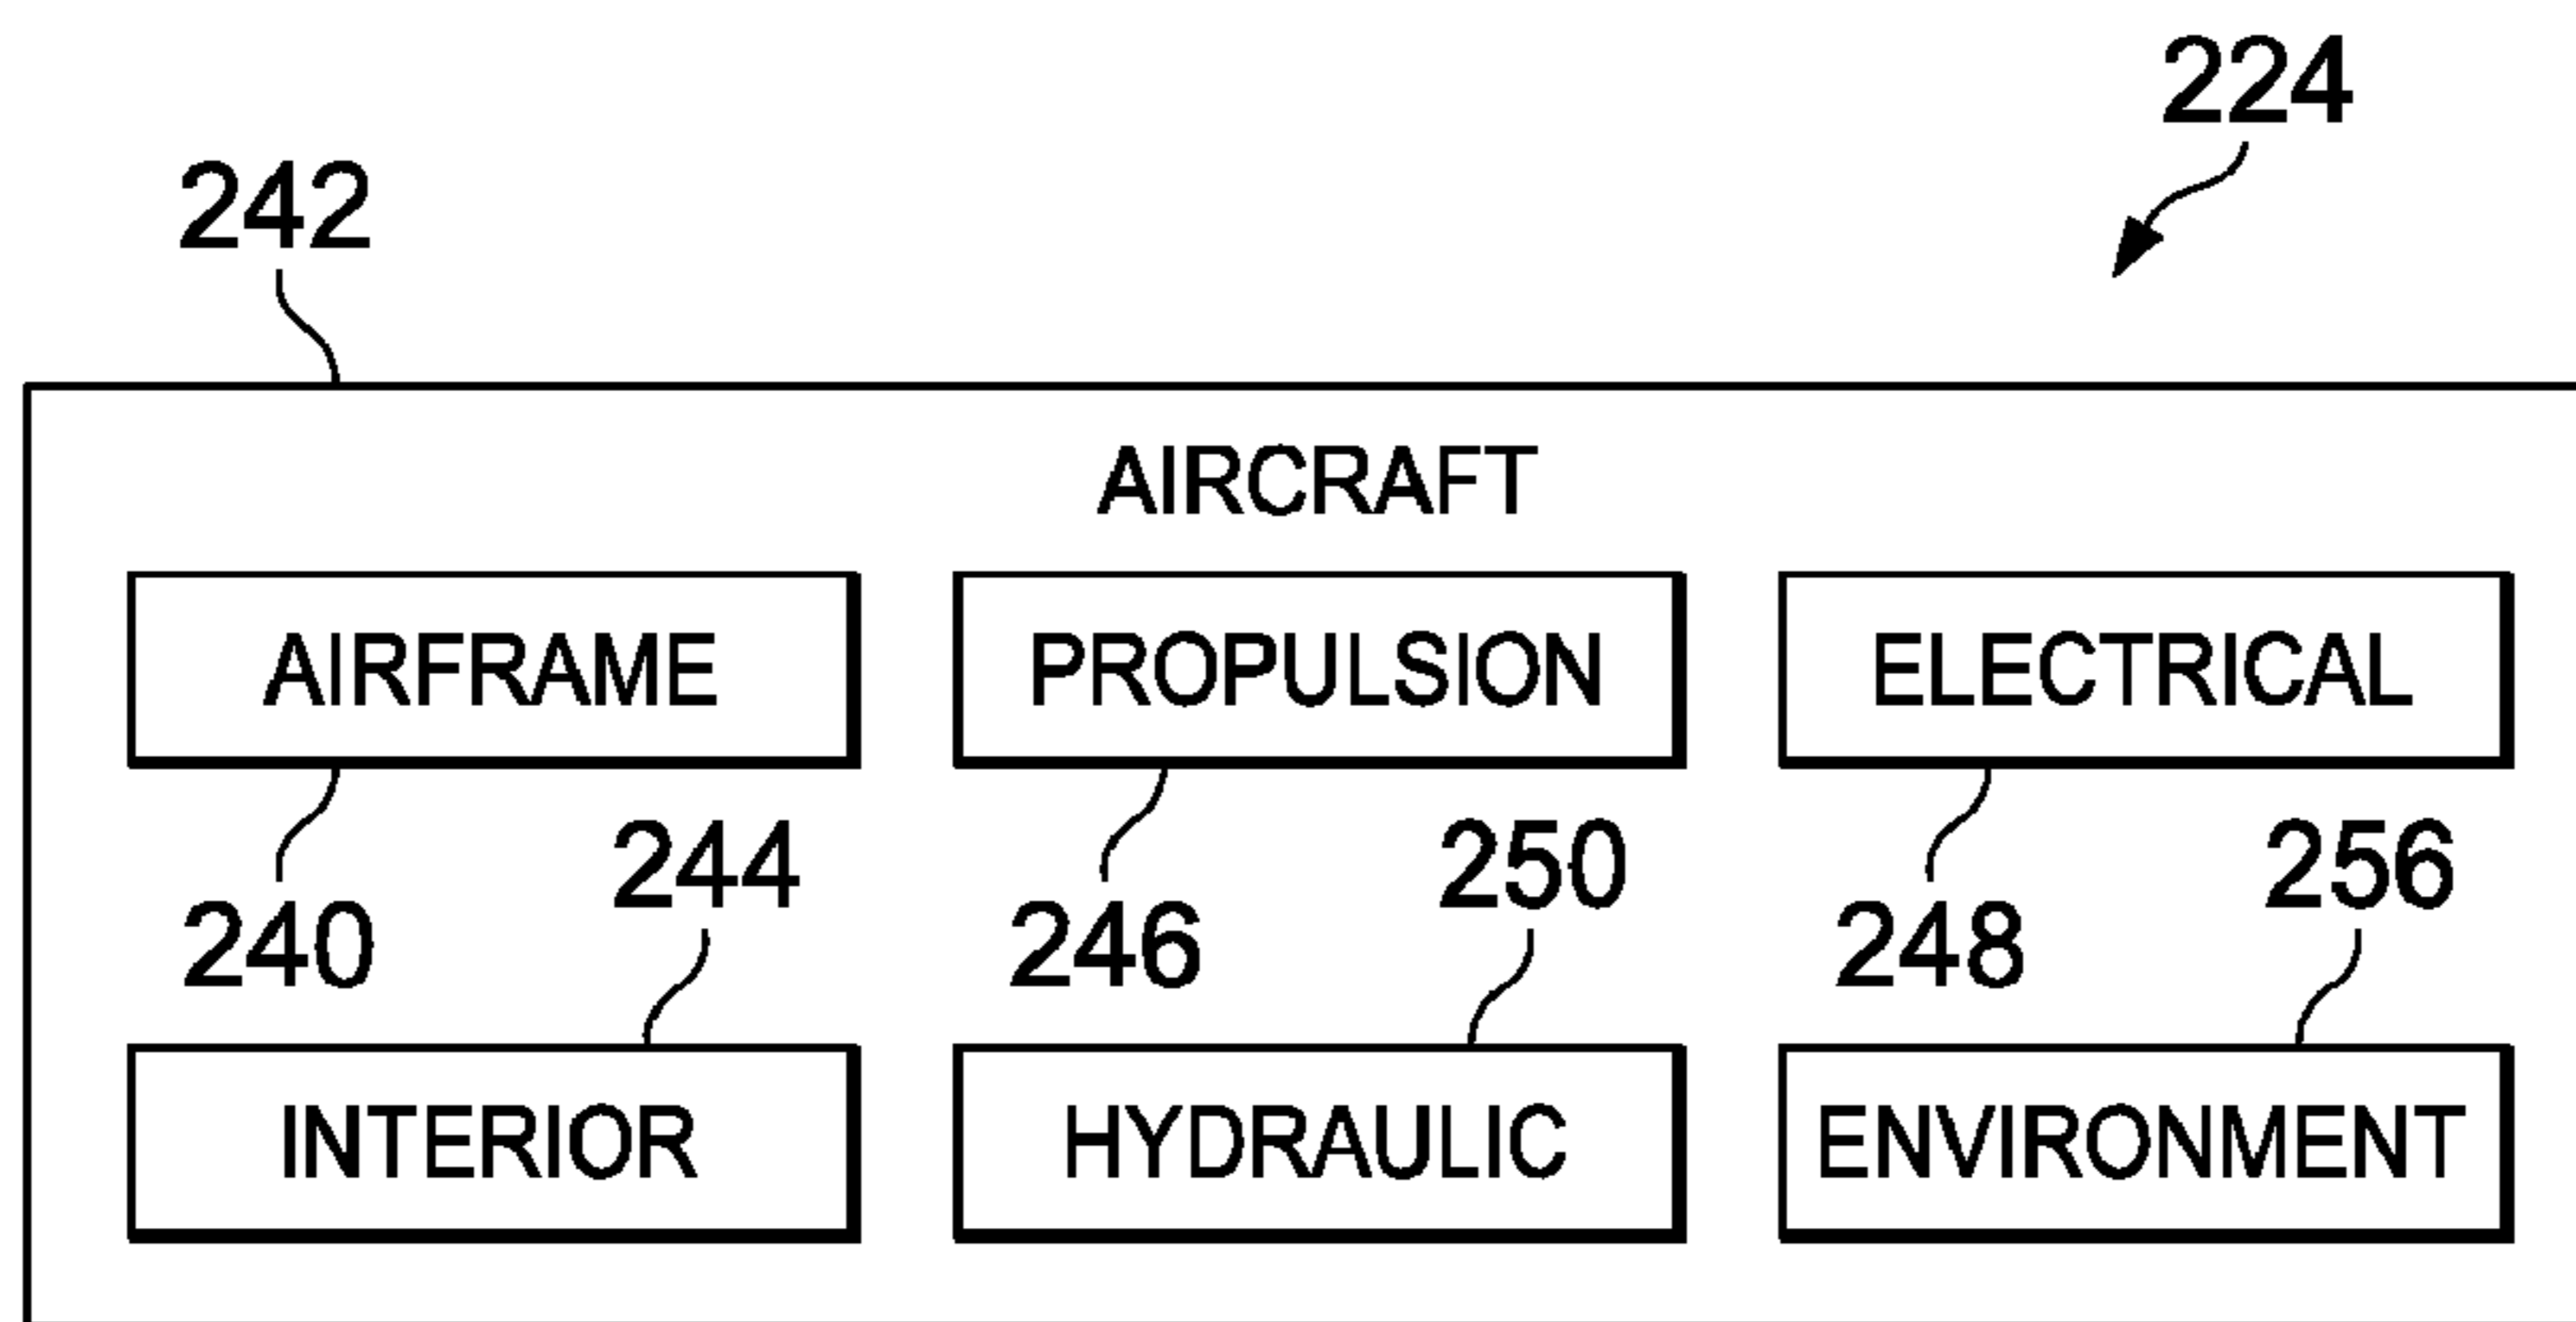 224
242
AIRCRAFT
AIRFRAME PROPULSION ELECTRICAL
244 250 256
240 246 248
INTERIOR HYDRAULIC ENVIRONMENT